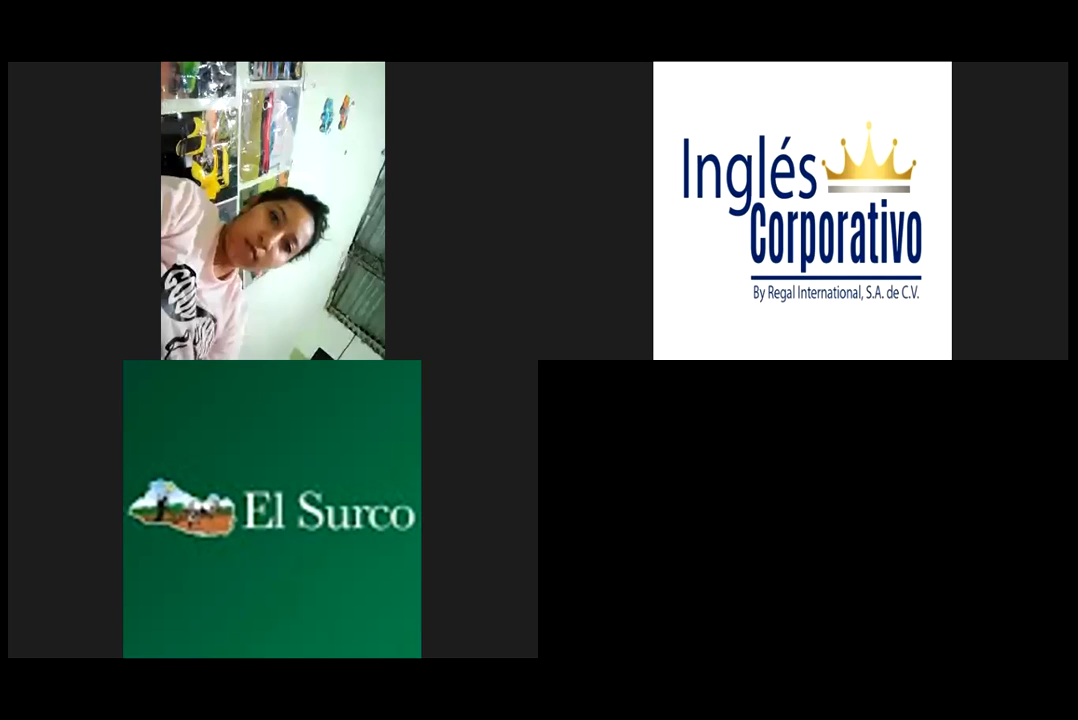 Inglés
Corporativo
By Regal International, S.A. de C.V.
El Surco